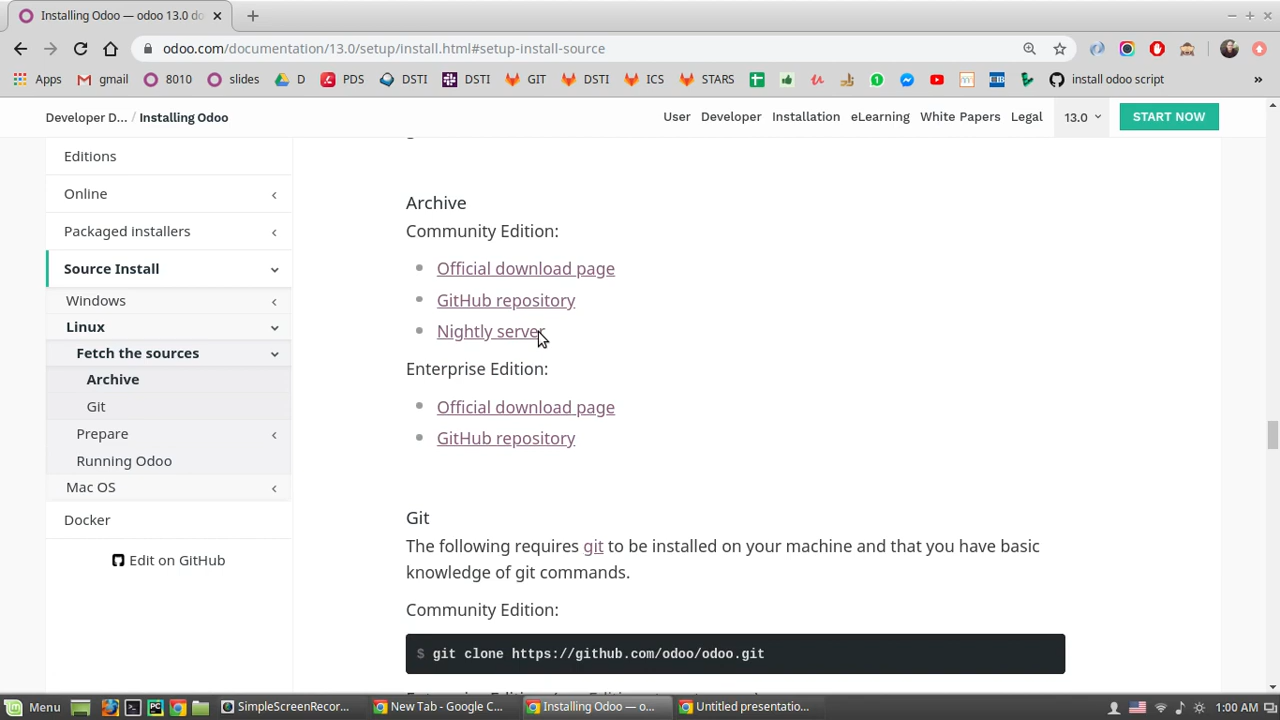 Installing Odoo — odoo 13.0 do
odoo.com/documentation/13.0/setup/install.html#setup-install-source
Apps
gmail
8010
slides
D
PDS
DSTI
DSTI
GIT
DSTI
ICS
STARS
install odoo script
»
Developer D... / Installing Odoo
User
Developer
Installation
eLearning
White Papers
Legal
13.0
START NOW
Editions
Online
Packaged installers
Source Install
Windows
Linux
Fetch the sources
Archive
Git
Prepare
Running Odoo
Mac OS
Docker
Edit on GitHub
Archive
Community Edition:
Official download page
GitHub repository
Nightly server
Enterprise Edition:
Official download page
GitHub repository
Git
The following requires git to be installed on your machine and that you have basic
knowledge of git commands.
Community Edition:
$ git clone https://github.com/odoo/odoo.git
Menu
SimpleScreenRecor...
New Tab - Google C...
Installing Odoo — o...
Untitled presentatio...
1:00 AM